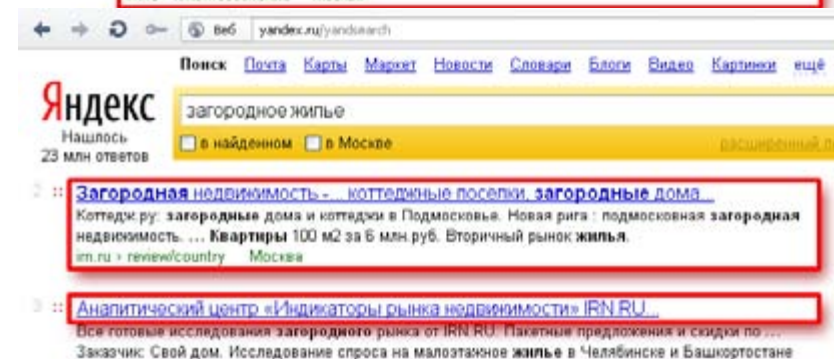 Веб yandex.ru/yandsearch
Поиск Почта Карты Маркет Новости Словари Блоги Видео Картинки ещё
Яндекс
загородное жилье
Нашлось
23 млн ответов
в найденном в Москве
расширенный
2 Загородная недвижимость -... коттеджные поселки, загородные дома...
Коттедж.ру: загородные дома и коттеджи в Подмосковье. Новая рига : подмосковная загородная
недвижимость. ... Квартиры 100 м2 за 6 млн.руб. Вторичный рынок жилья.
irn.ru › review/country Москва
3 Аналитический центр «Индикаторы рынка недвижимости» IRN.RU...
Все готовые исследования загородного рынка от IRN.RU. Пакетные предложения и скидки по ...
Заказчик: Свой дом. Исследование спроса на малоэтажное жилье в Челябинске и Башкортостане